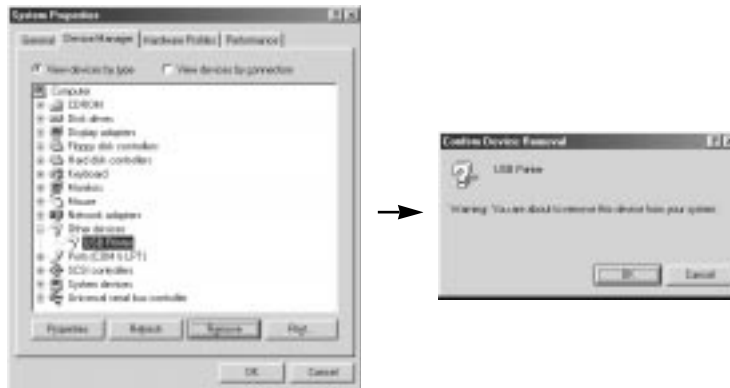 System Properties
General Device Manager Hardware Profiles Performance
View devices by type View devices by connection
Computer
CDROM
Disk drives
Display adapters
Floppy disk controllers
Hard disk controllers
Keyboard
Monitors
Mouse
Network adapters
Other devices
USB Printer
Ports (COM & LPT)
SCSI controllers
System devices
Universal serial bus controller
Properties Refresh Remove Print...
OK Cancel
Confirm Device Removal
USB Printer
Warning: You are about to remove this device from your system.
OK Cancel